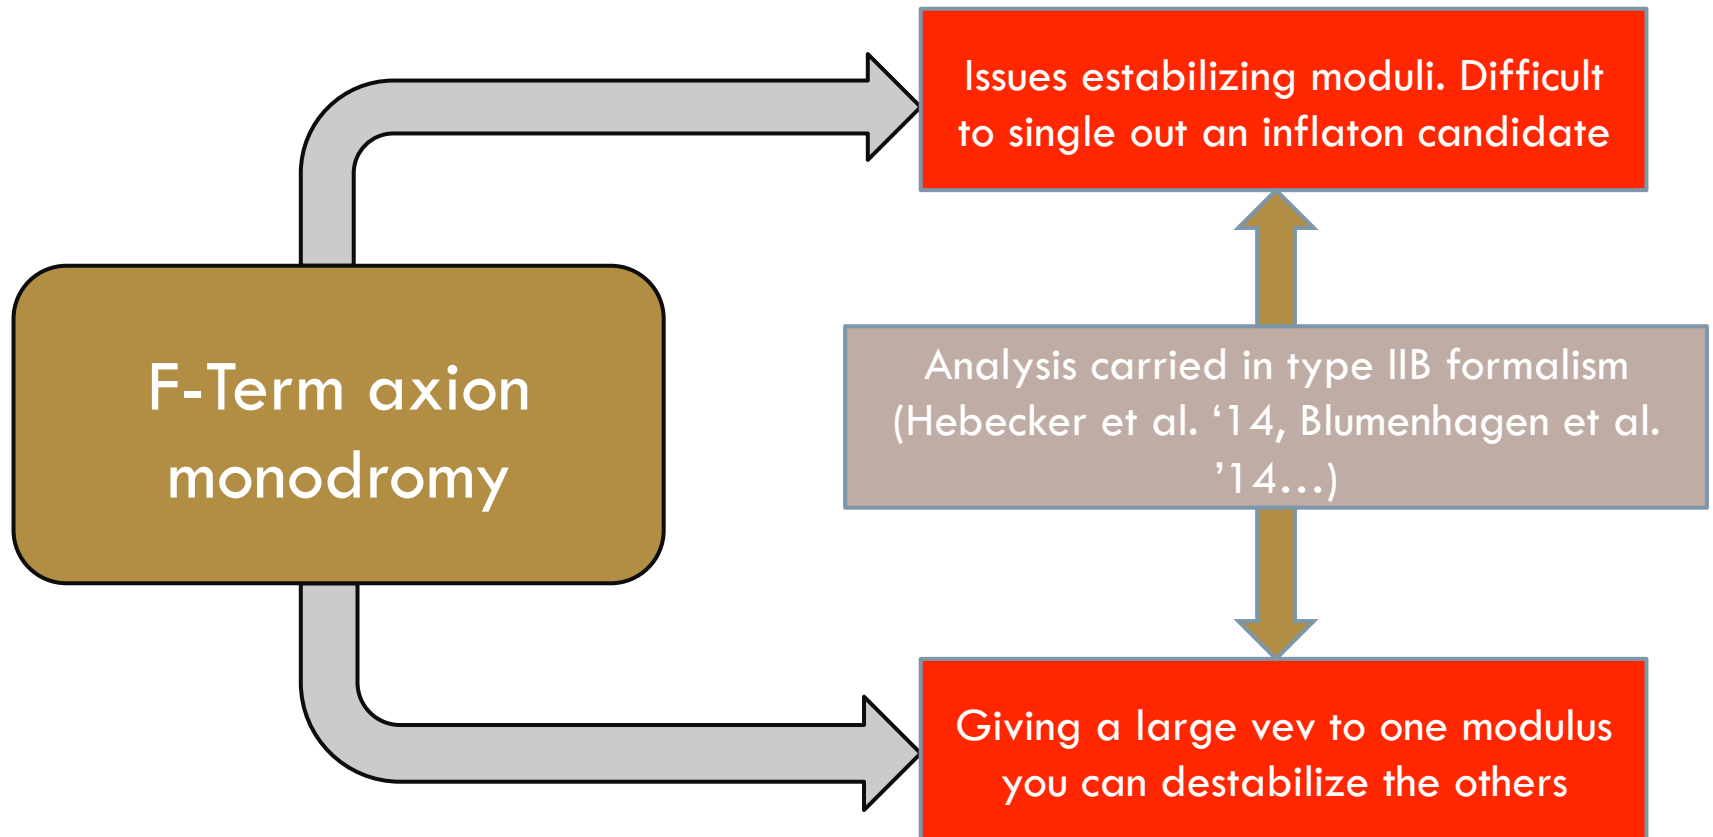 Issues estabilizing moduli. Difficult
to single out an inflaton candidate
F-Term axion
monodromy
Analysis carried in type IIB formalism
(Hebecker et al. ‘14, Blumenhagen et al.
’14…)
Giving a large vev to one modulus
you can destabilize the others